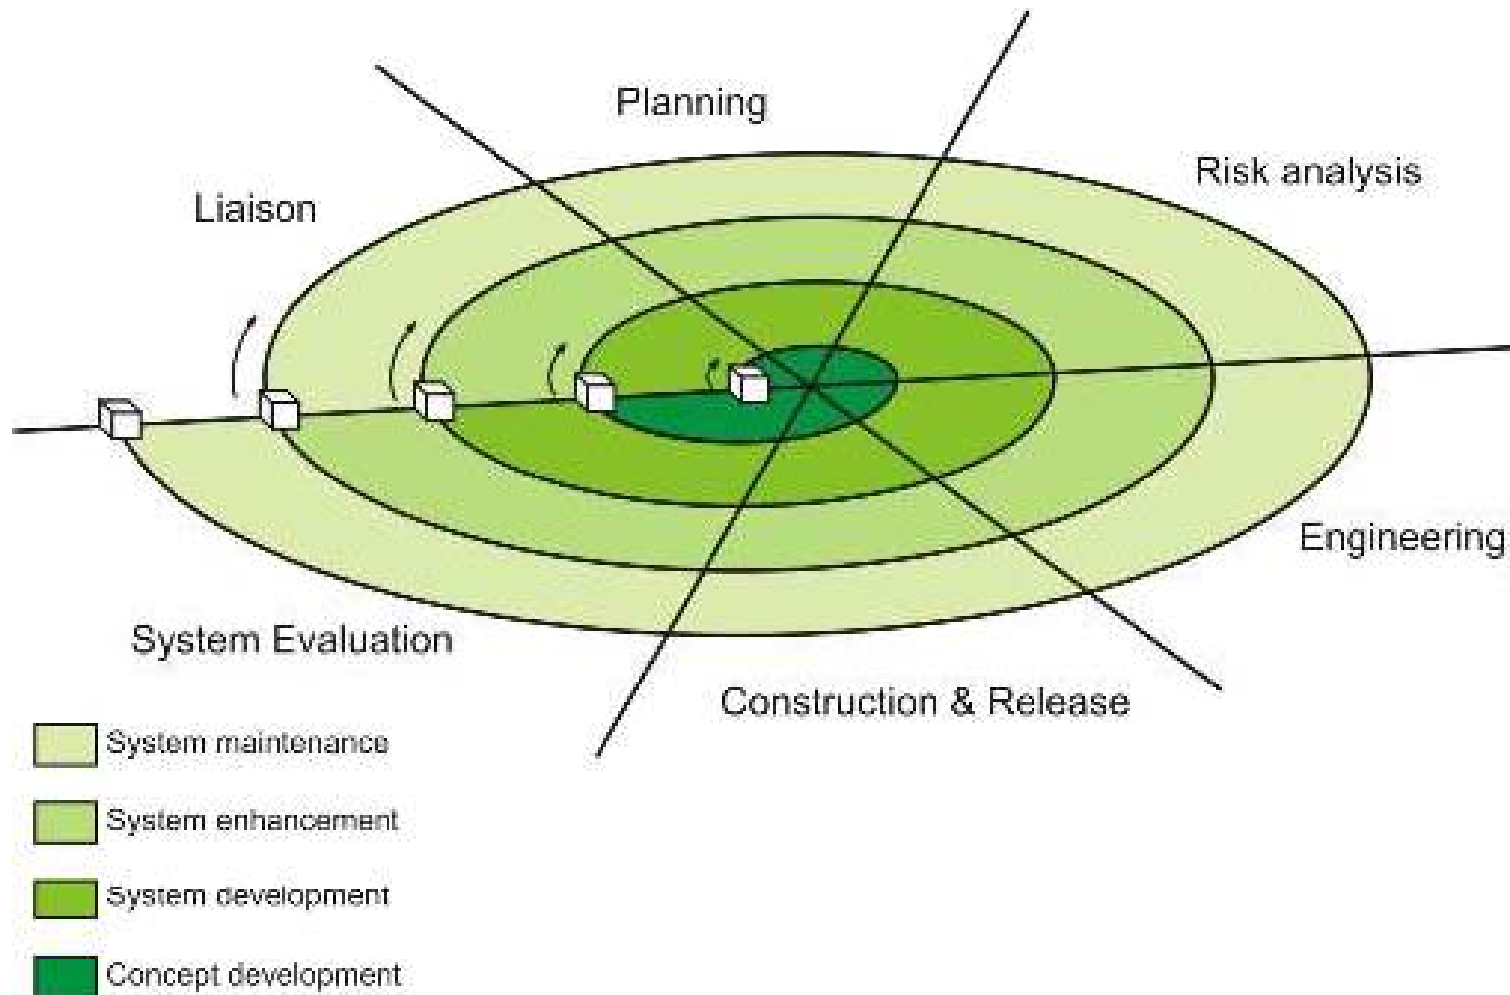 Planning
Risk analysis
Liaison
Engineering
System Evaluation
Construction & Release
System maintenance
System enhancement
System development
Concept development